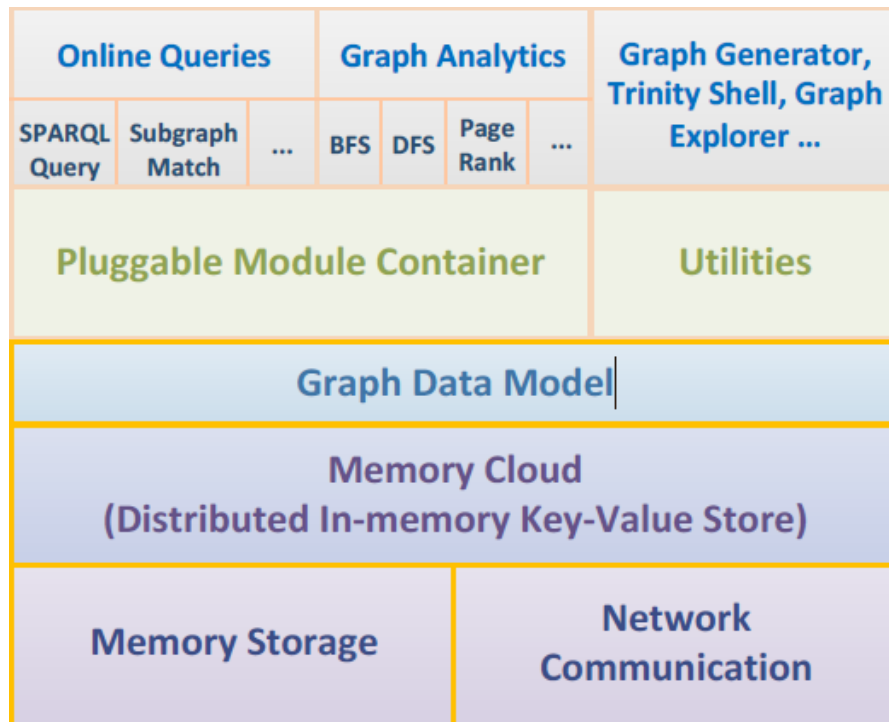 Online Queries
Graph Analytics
Graph Generator,
Trinity Shell, Graph
Explorer ...
SPARQL
Query
Subgraph
Match
...
BFS
DFS
Page
Rank
...
Pluggable Module Container
Utilities
Graph Data Model
Memory Cloud
(Distributed In-memory Key-Value Store)
Memory Storage
Network
Communication